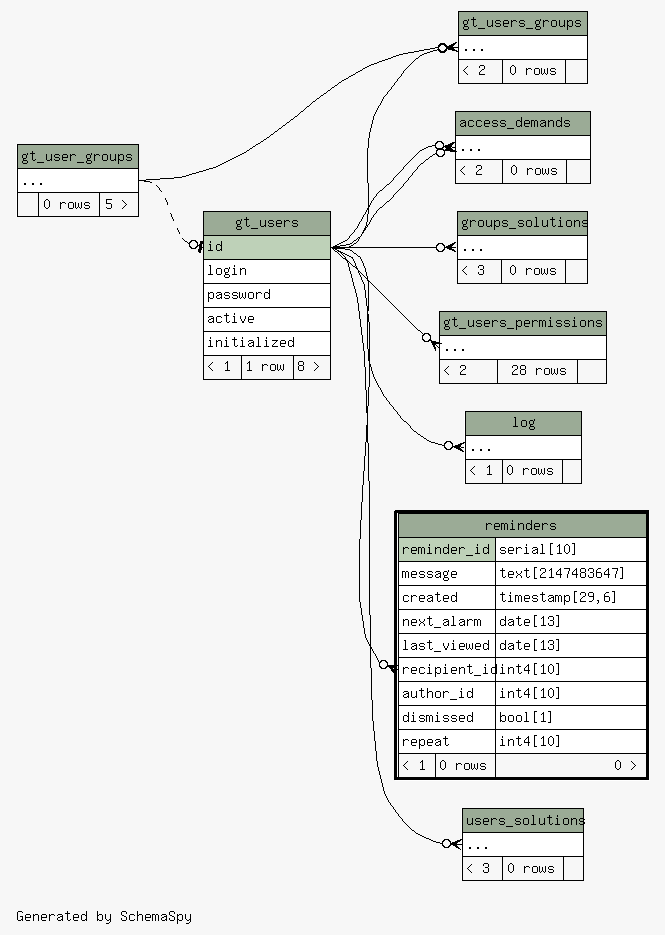 gt_users_groups
...
< 2 0 rows
access_demands
...
< 2 0 rows
gt_user_groups
...
0 rows 5 >
gt_users
id
login
password
active
initialized
< 1 1 row 8 >
groups_solutions
...
< 3 0 rows
gt_users_permissions
...
< 2 28 rows
log
...
< 1 0 rows
reminders
reminder_id serial[10]
message text[2147483647]
created timestamp[29,6]
next_alarm date[13]
last_viewed date[13]
recipient_id int4[10]
author_id int4[10]
dismissed bool[1]
repeat int4[10]
< 1 0 rows 0 >
users_solutions
...
< 3 0 rows
Generated by SchemaSpy